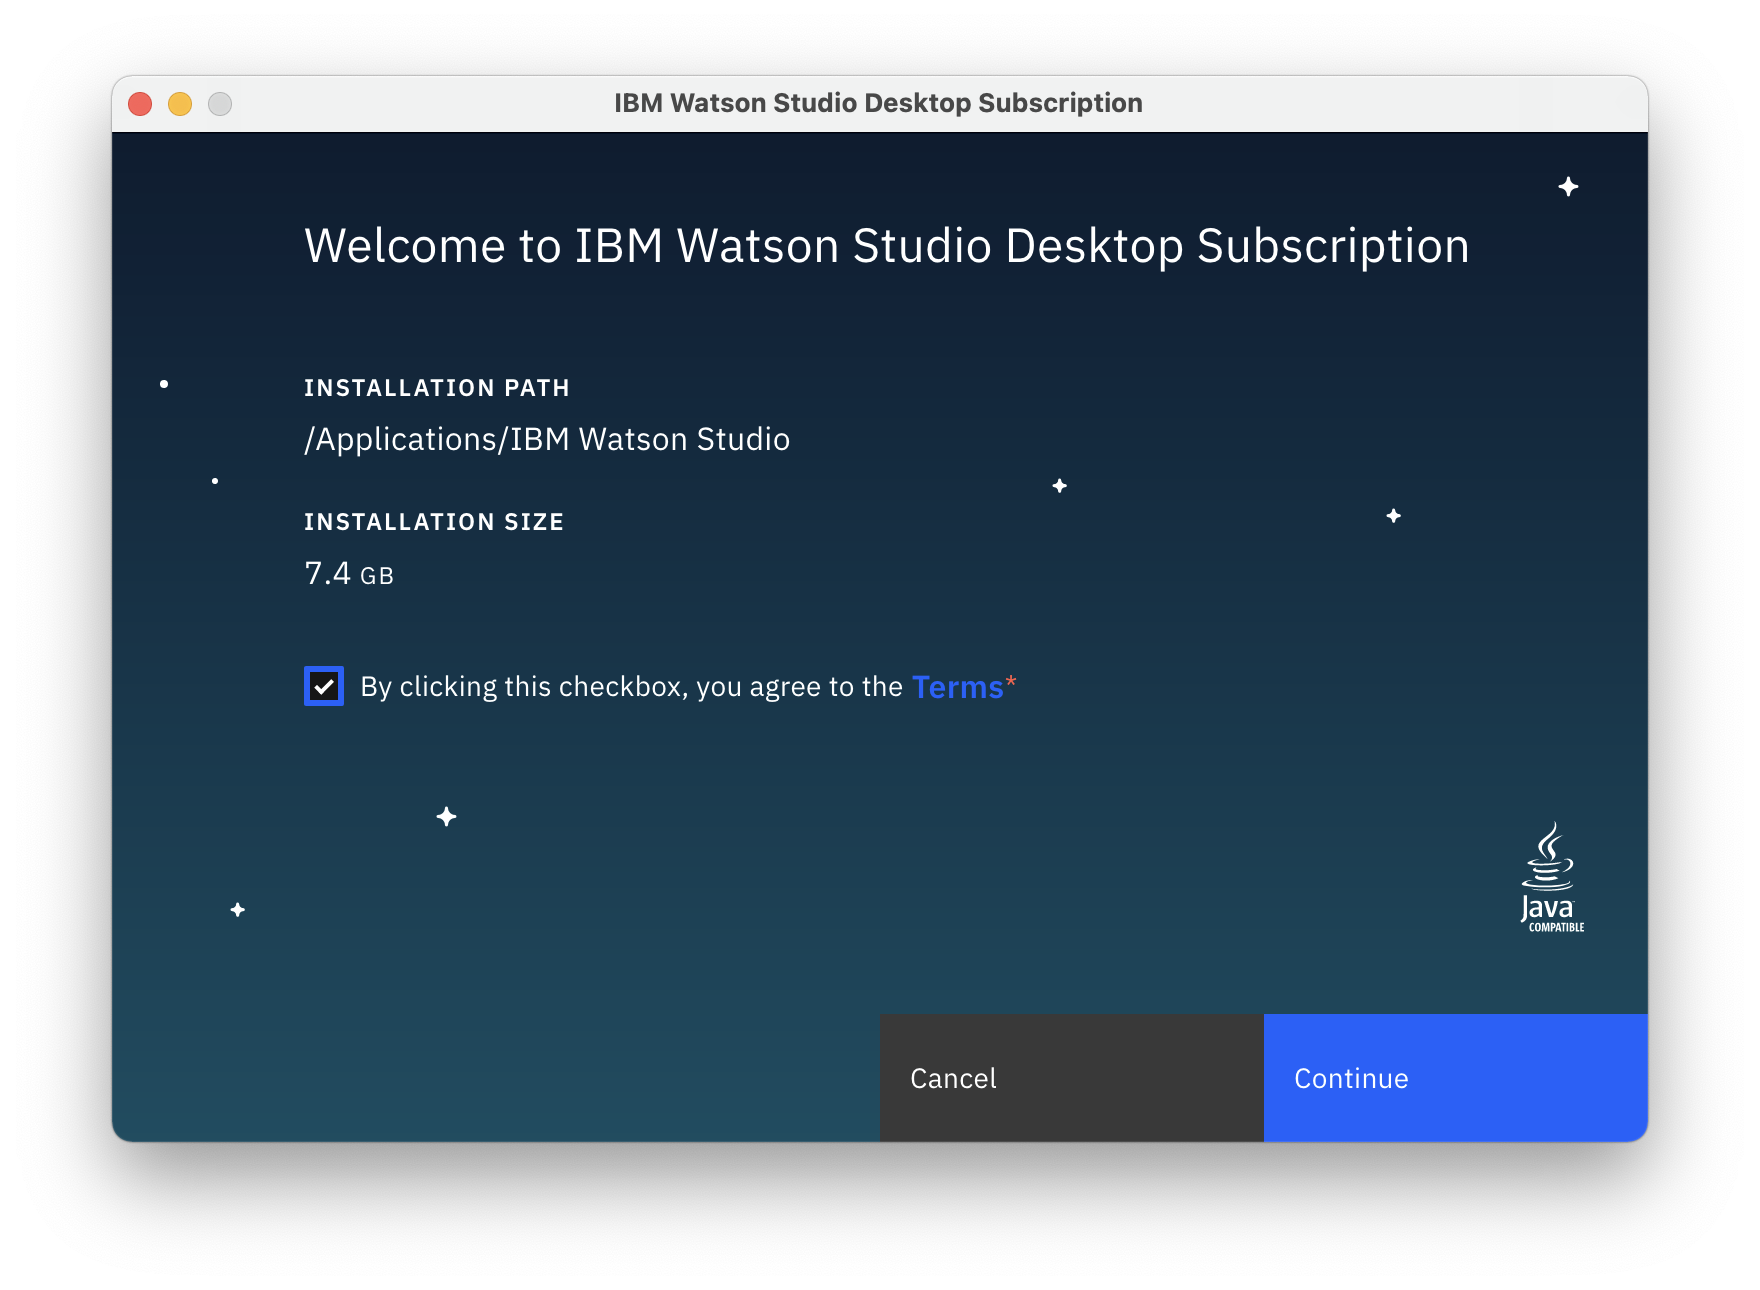 IBM Watson Studio Desktop Subscription
Welcome to IBM Watson Studio Desktop Subscription
INSTALLATION PATH
/Applications/IBM Watson Studio
INSTALLATION SIZE
7.4 GB
By clicking this checkbox, you agree to the Terms*
Java
COMPATIBLE
Cancel
Continue